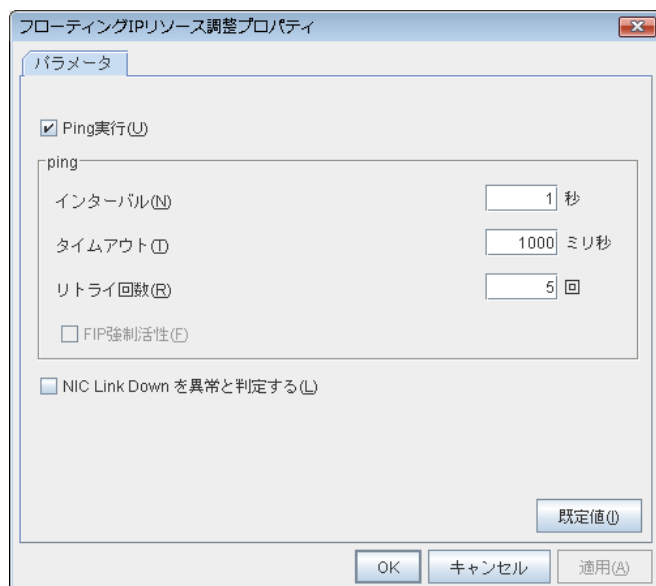 フローティングIPリソース調整プロパティ
パラメータ
Ping実行(U)
ping
インターバル(N) 1 秒
タイムアウト(T) 1000 ミリ秒
リトライ回数(R) 5 回
FIP強制活性(F)
NIC Link Down を異常と判定する(L)
既定値(I)
OK キャンセル 適用(A)